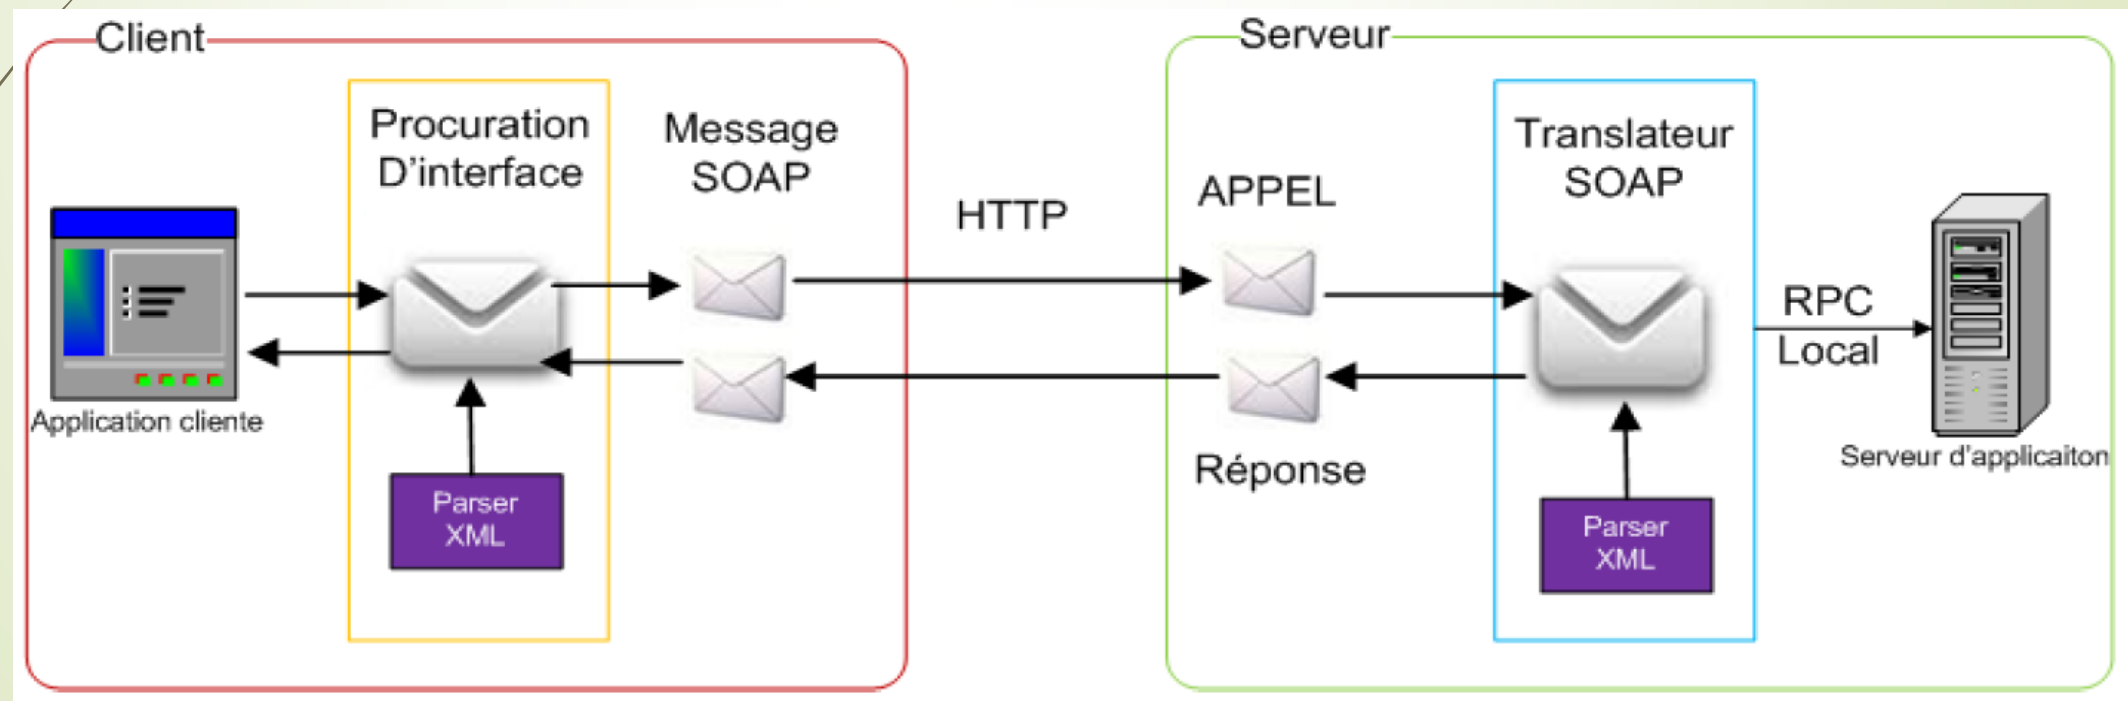 Client
Serveur
Procuration
D'interface
Message
SOAP
HTTP
APPEL
Translateur
SOAP
RPC
Local
Application cliente
Réponse
Serveur d'applicaiton
Parser
XML
Parser
XML